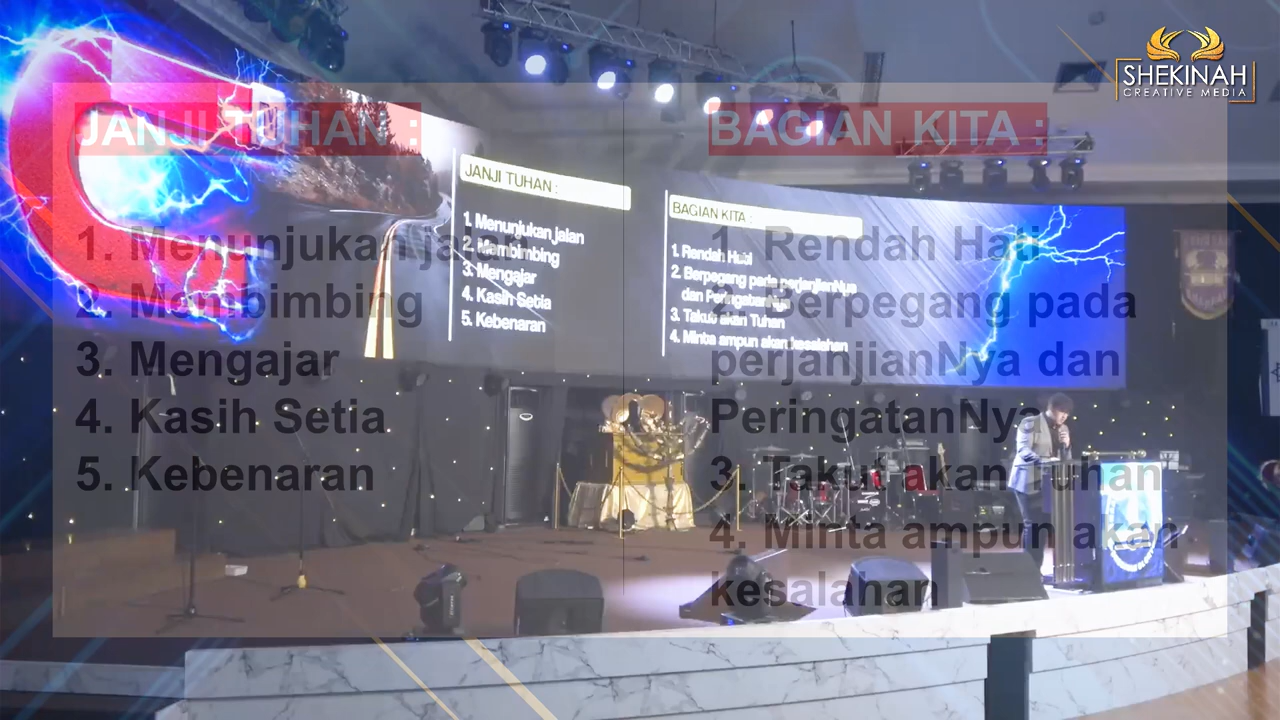 SHEKINAH
CREATIVE MEDIA
JANJI TUHAN :
1. Menunjukan jalan
2. Membimbing
3. Mengajar
4. Kasih Setia
5. Kebenaran
BAGIAN KITA :
1. Rendah Hati
2. Berpegang pada
perjanjianNya dan
PeringatanNya
3. Takut akan Tuhan
4. Minta ampun akan
kesalahan
JANJI TUHAN :
1. Menunjukan jalan
2. Membimbing
3. Mengajar
4. Kasih Setia
5. Kebenaran
BAGIAN KITA :
1. Rendah Hati
2. Berpegang pada perjanjianNya
dan PeringatanNya
3. Takut akan Tuhan
4. Minta ampun akan kesalahan